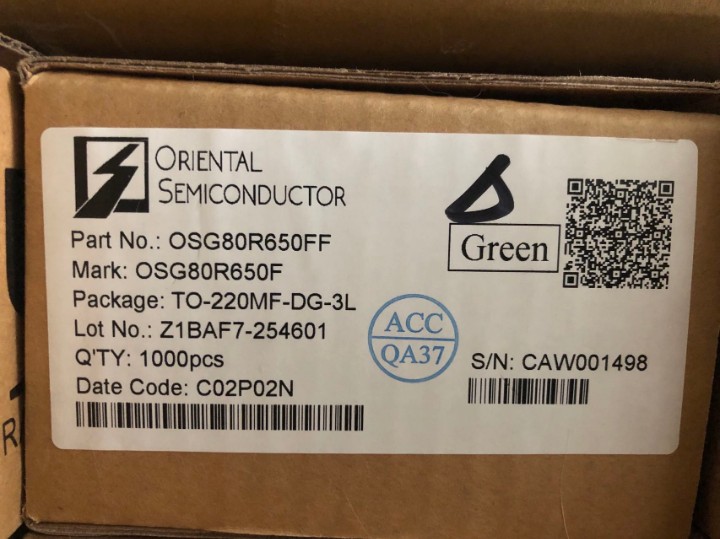 ORIENTAL
SEMICONDUCTOR
Part No.: OSG80R650FF
Mark: OSG80R650F
Package: TO-220MF-DG-3L
Lot No.: Z1BAF7-254601
Q'TY: 1000pcs
Date Code: C02P02N
Green
ACC
QA37
S/N: CAW001498
R